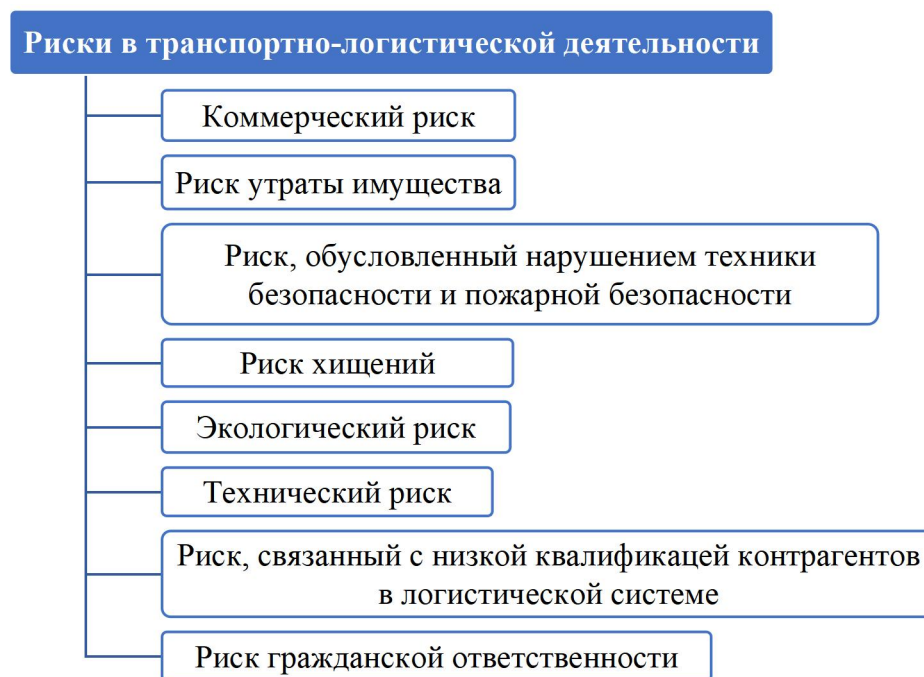 Риски в транспортно-логистической деятельности
Коммерческий риск
Риск утраты имущества
Риск, обусловленный нарушением техники
безопасности и пожарной безопасности
Риск хищений
Экологический риск
Технический риск
Риск, связанный с низкой квалификацей контрагентов
в логистической системе
Риск гражданской ответственности